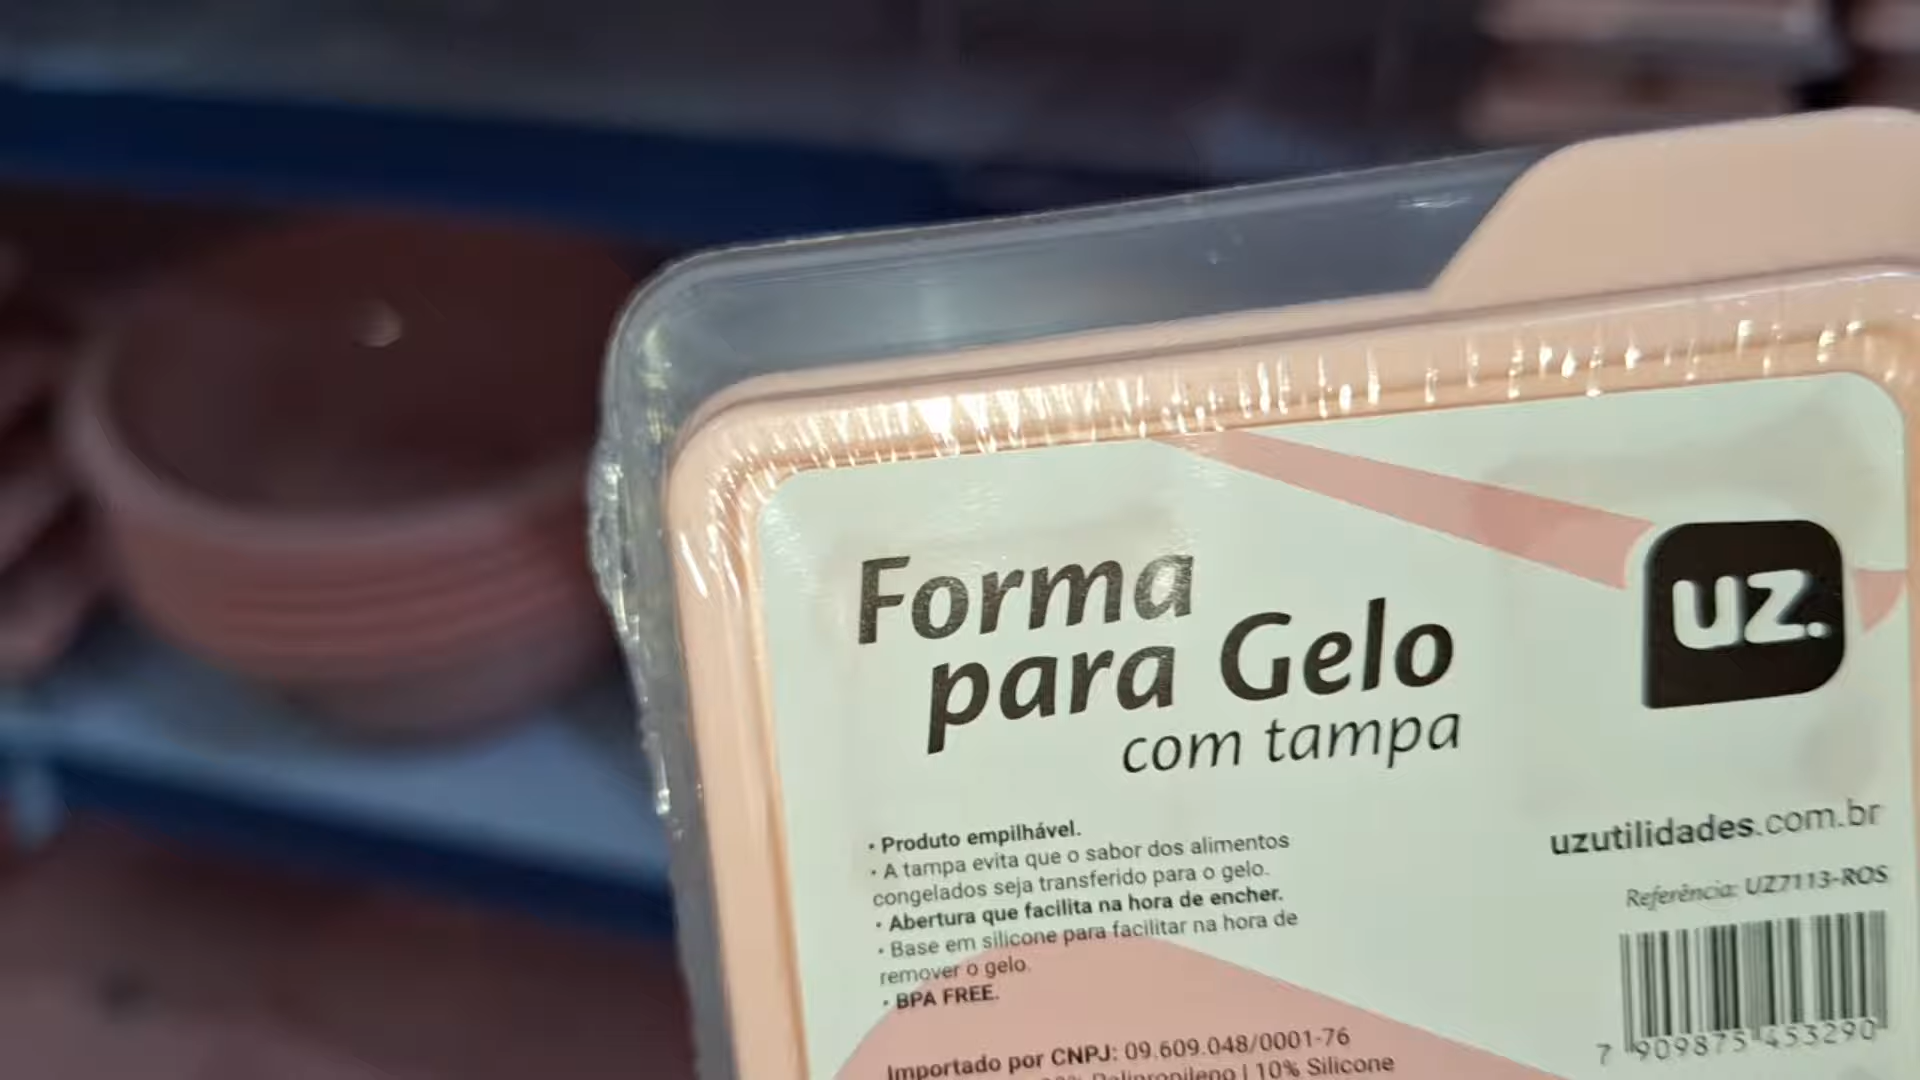 Forma
para Gelo
com tampa
uz.
• Produto empilhável.
• A tampa evita que o sabor dos alimentos
congelados seja transferido para o gelo.
• Abertura que facilita na hora de encher.
• Base em silicone para facilitar na hora de
remover o gelo.
• BPA FREE.
Importado por CNPJ: 09.609.048/0001-76
Polipropileno | 10% Silicone
uzutilidades.com.br
Referência: UZ7113-ROS
7 909875 453290